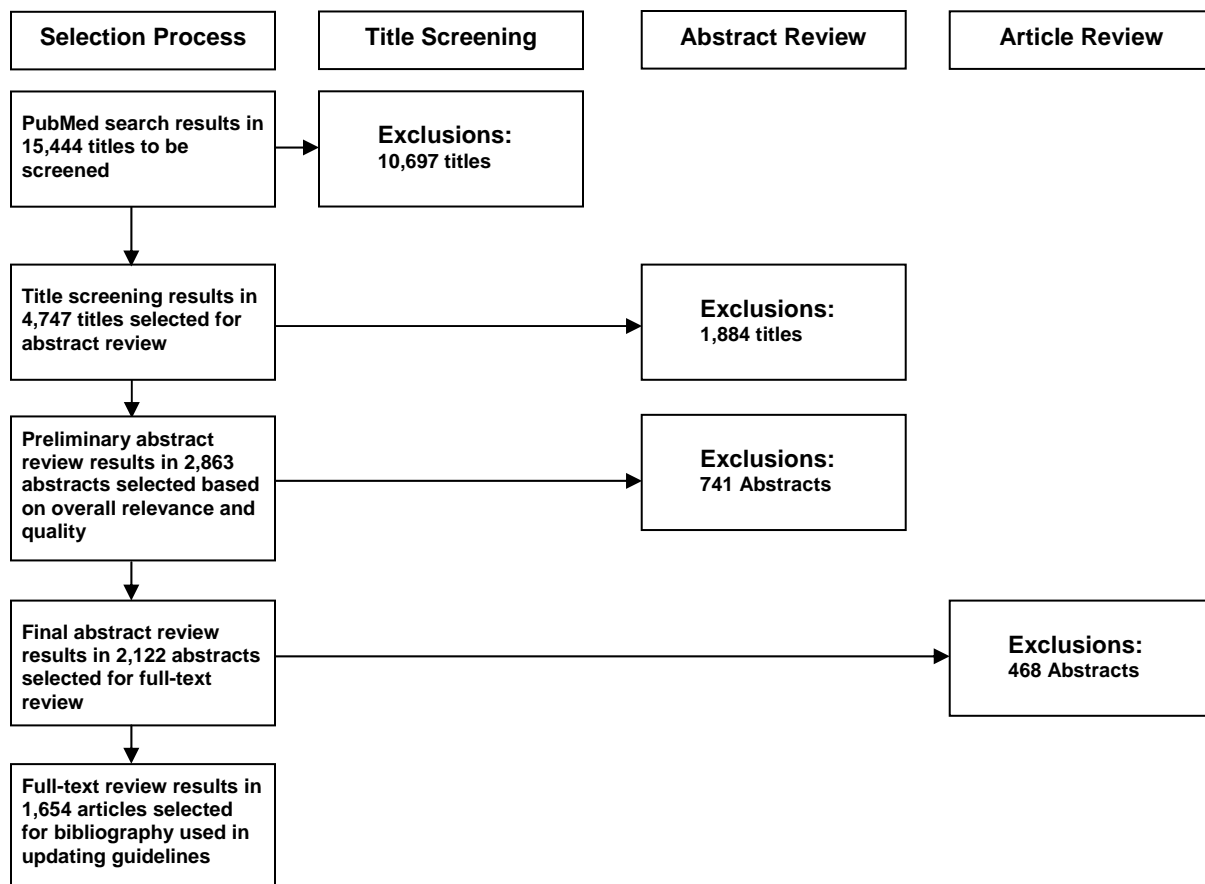 Selection Process
Title Screening
Abstract Review
Article Review
PubMed search results in
15,444 titles to be
screened
Exclusions:
10,697 titles
Title screening results in
4,747 titles selected for
abstract review
Exclusions:
1,884 titles
Preliminary abstract
review results in 2,863
abstracts selected based
on overall relevance and
quality
Exclusions:
741 Abstracts
Final abstract review
results in 2,122 abstracts
selected for full-text
review
Exclusions:
468 Abstracts
Full-text review results in
1,654 articles selected
for bibliography used in
updating guidelines